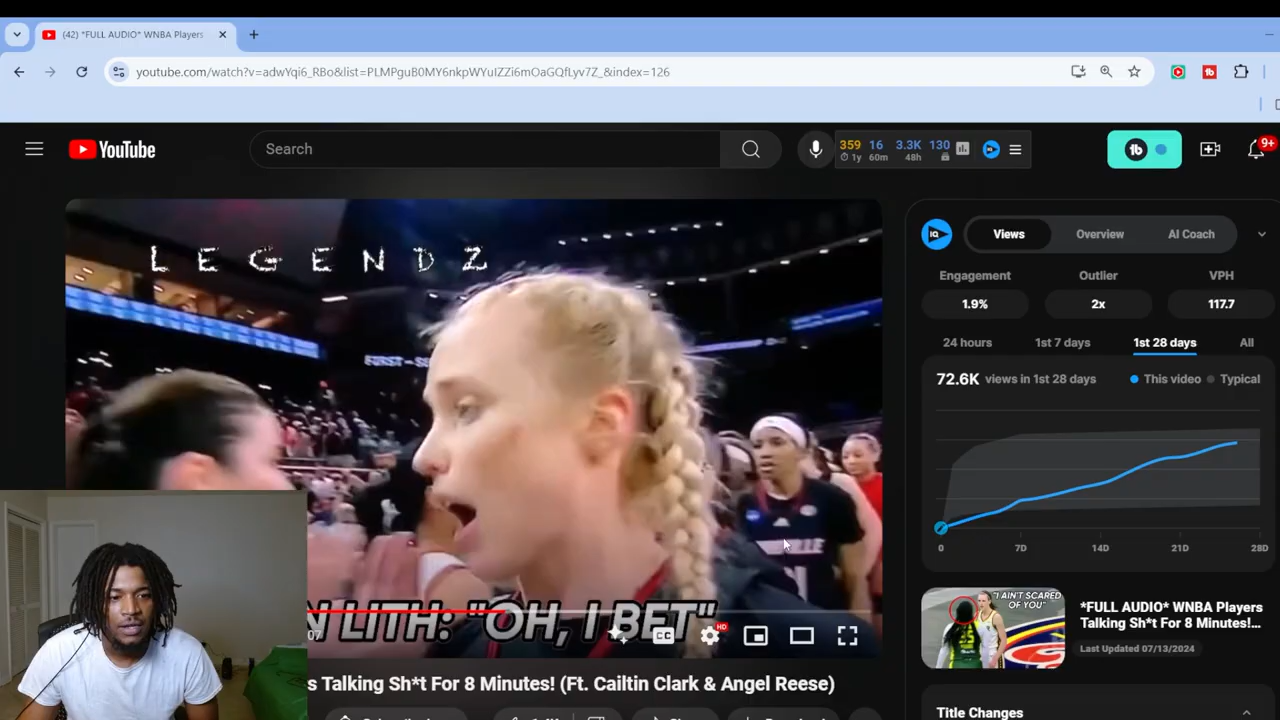 (42) *FULL AUDIO* WNBA Players
youtube.com/watch?v=adwYqi6_RBo&list=PLMPguB0MY6nkpWYuIZZi6mOaGQfLyv7Z_&index=126
YouTube
Search
359 16 3.3K 130
1y 60m 48h
9+
LEGENDZ
N LITH: "OH, I BET"
07
CC
HD
s Talking Sh*t For 8 Minutes! (Ft. Cailtin Clark & Angel Reese)
IQ
Views Overview AI Coach
Engagement Outlier VPH
1.9% 2x 117.7
24 hours 1st 7 days 1st 28 days All
72.6K views in 1st 28 days This video Typical
0 7D 14D 21D 28D
"I AIN'T SCARED
OF YOU"
*FULL AUDIO* WNBA Players
Talking Sh*t For 8 Minutes!...
Last Updated 07/13/2024
Title Changes